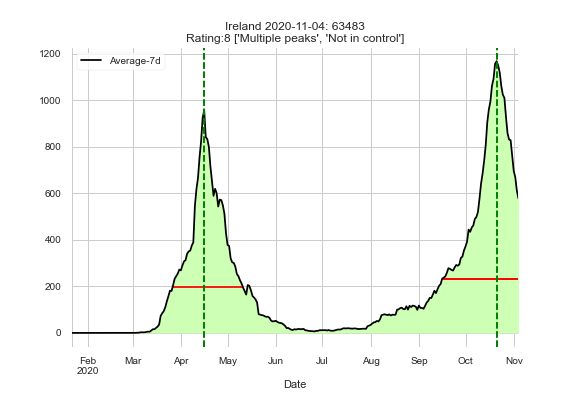 Ireland 2020-11-04: 63483
Rating:8 ['Multiple peaks', 'Not in control']
Average-7d
1200
1000
800
600
400
200
0
Feb
2020
Mar
Apr
May
Jun
Jul
Aug
Sep
Oct
Nov
Date